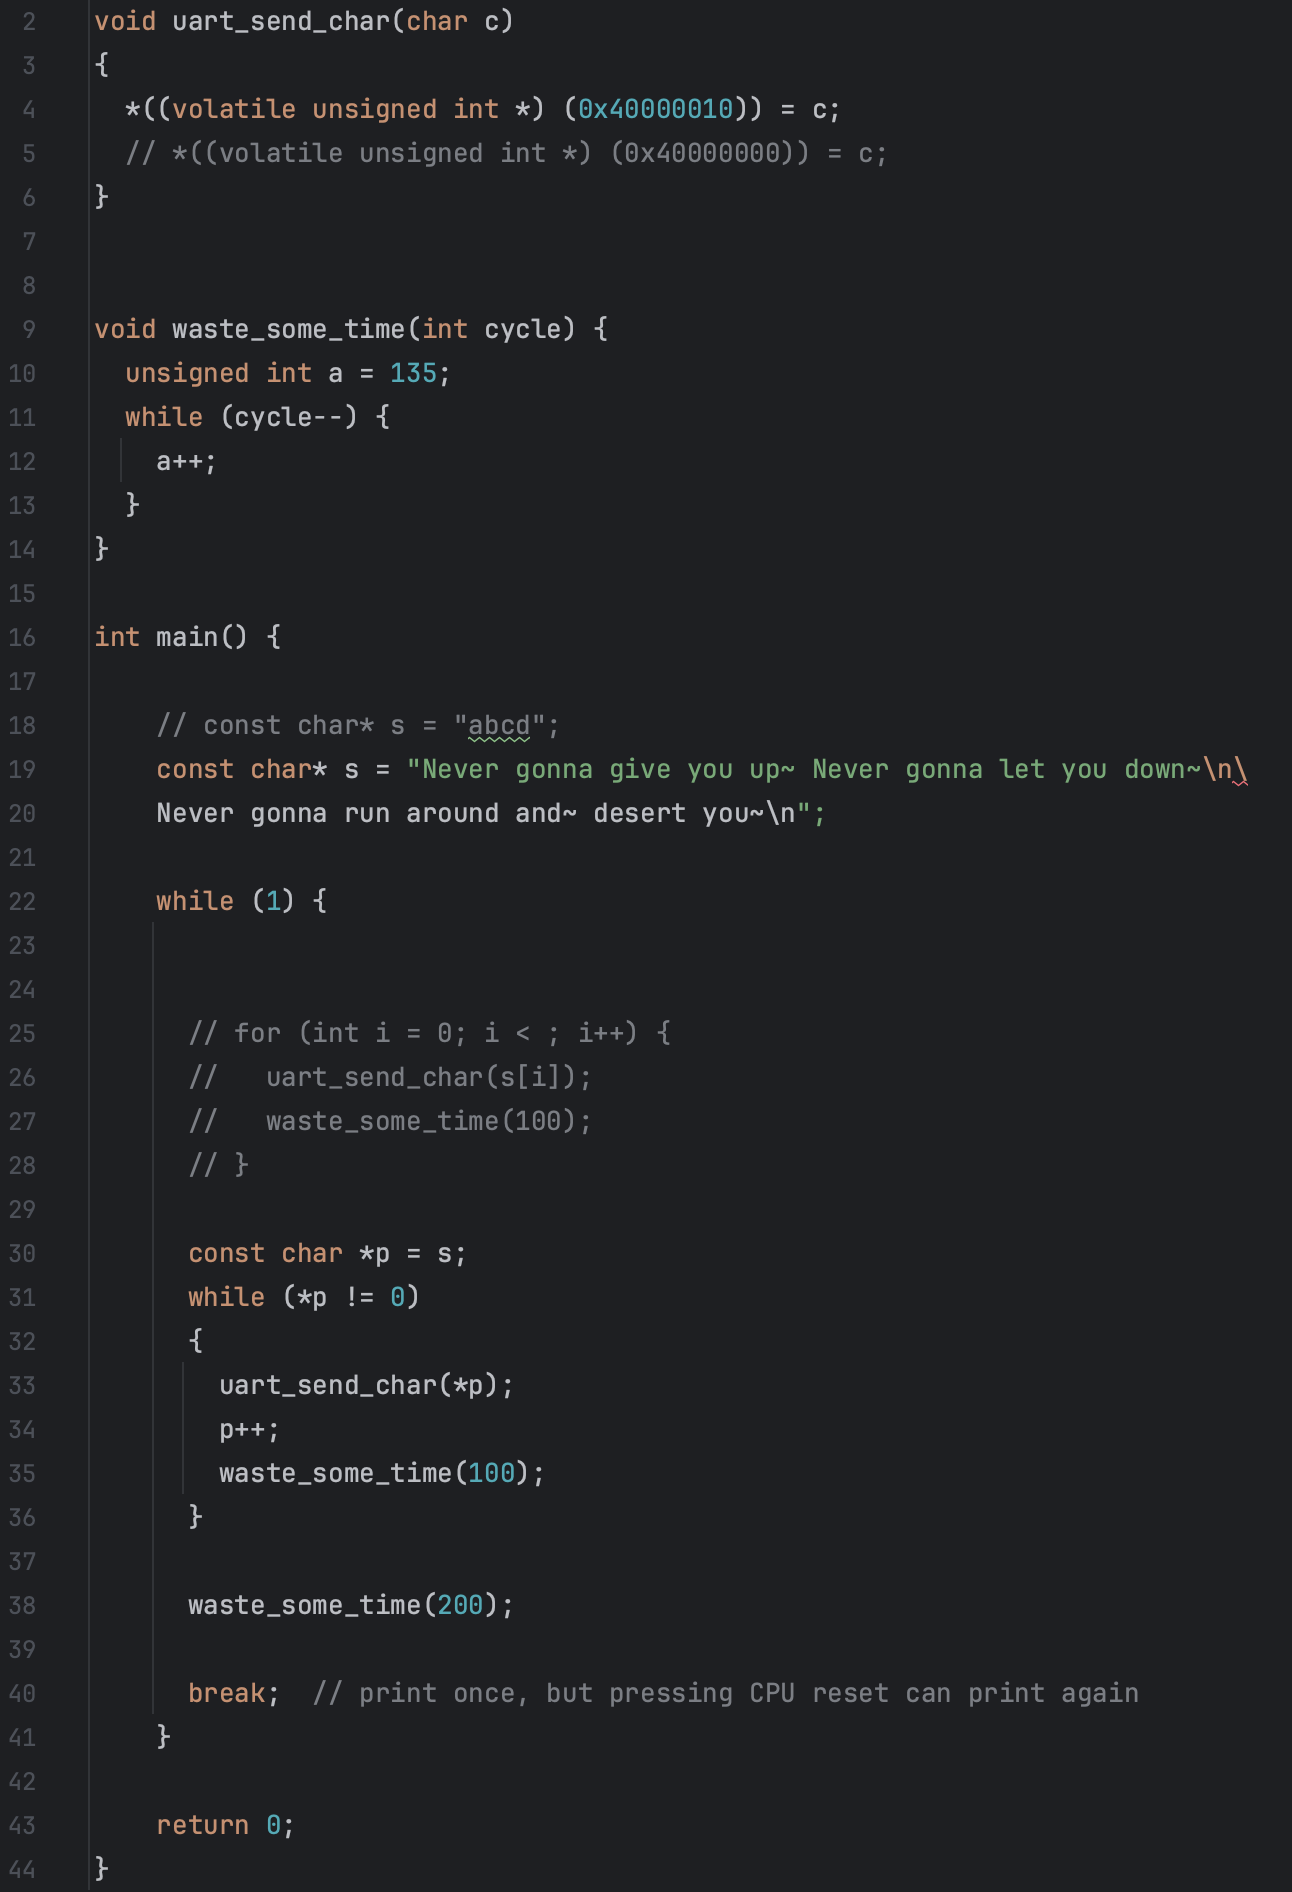 2 void uart_send_char(char c)
3 {
4   *((volatile unsigned int *) (0x40000010)) = c;
5   // *((volatile unsigned int *) (0x40000000)) = c;
6 }
7
8
9 void waste_some_time(int cycle) {
10   unsigned int a = 135;
11   while (cycle--) {
12     a++;
13   }
14 }
15
16 int main() {
17
18     // const char* s = "abcd";
19     const char* s = "Never gonna give you up~ Never gonna let you down~\n\
20     Never gonna run around and~ desert you~\n";
21
22     while (1) {
23
24
25       // for (int i = 0; i < ; i++) {
26       //   uart_send_char(s[i]);
27       //   waste_some_time(100);
28       // }
29
30       const char *p = s;
31       while (*p != 0)
32       {
33         uart_send_char(*p);
34         p++;
35         waste_some_time(100);
36       }
37
38       waste_some_time(200);
39
40       break;  // print once, but pressing CPU reset can print again
41     }
42
43     return 0;
44 }